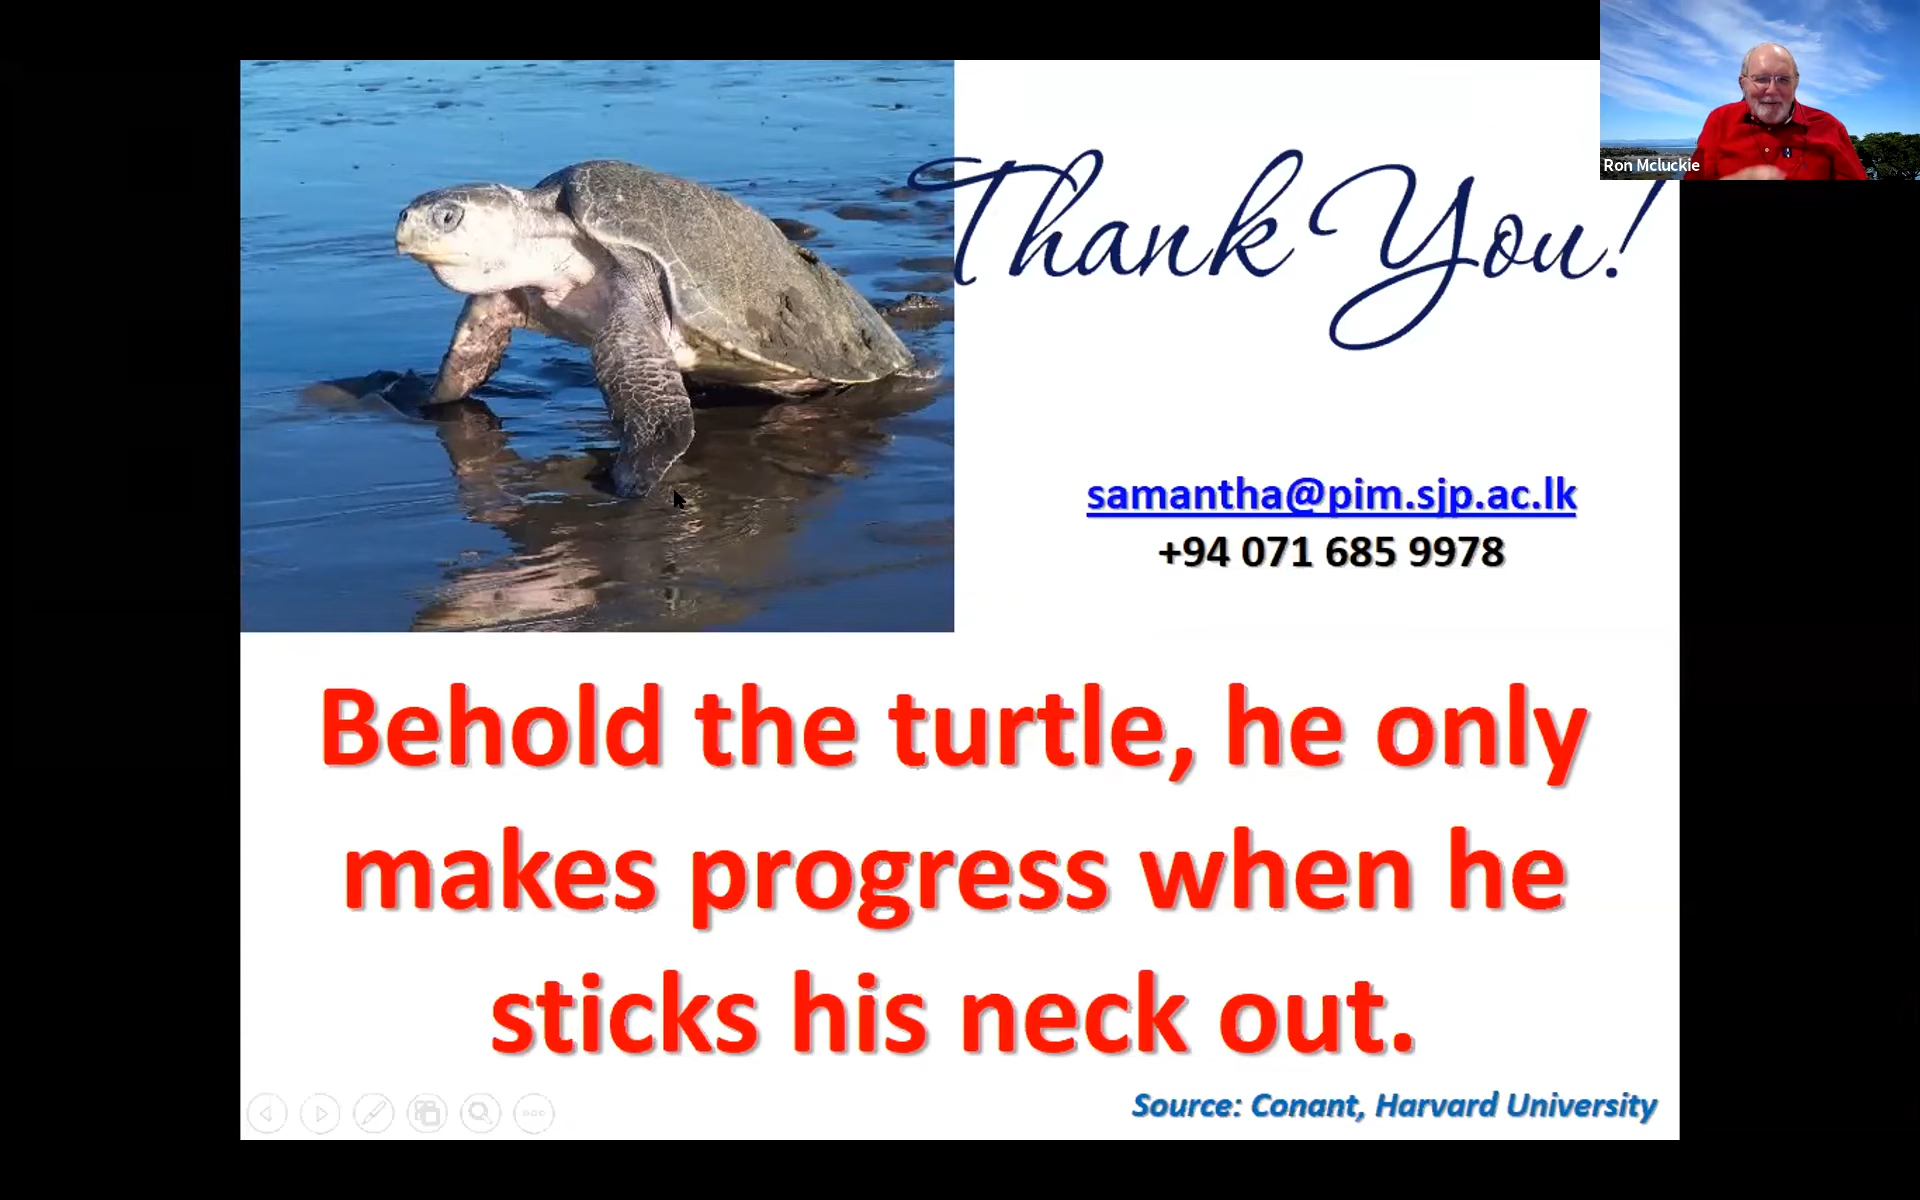 Ron Mcluckie
Thank You!
samantha@pim.sjp.ac.lk
+94 071 685 9978
Behold the turtle, he only
makes progress when he
sticks his neck out.
Source: Conant, Harvard University